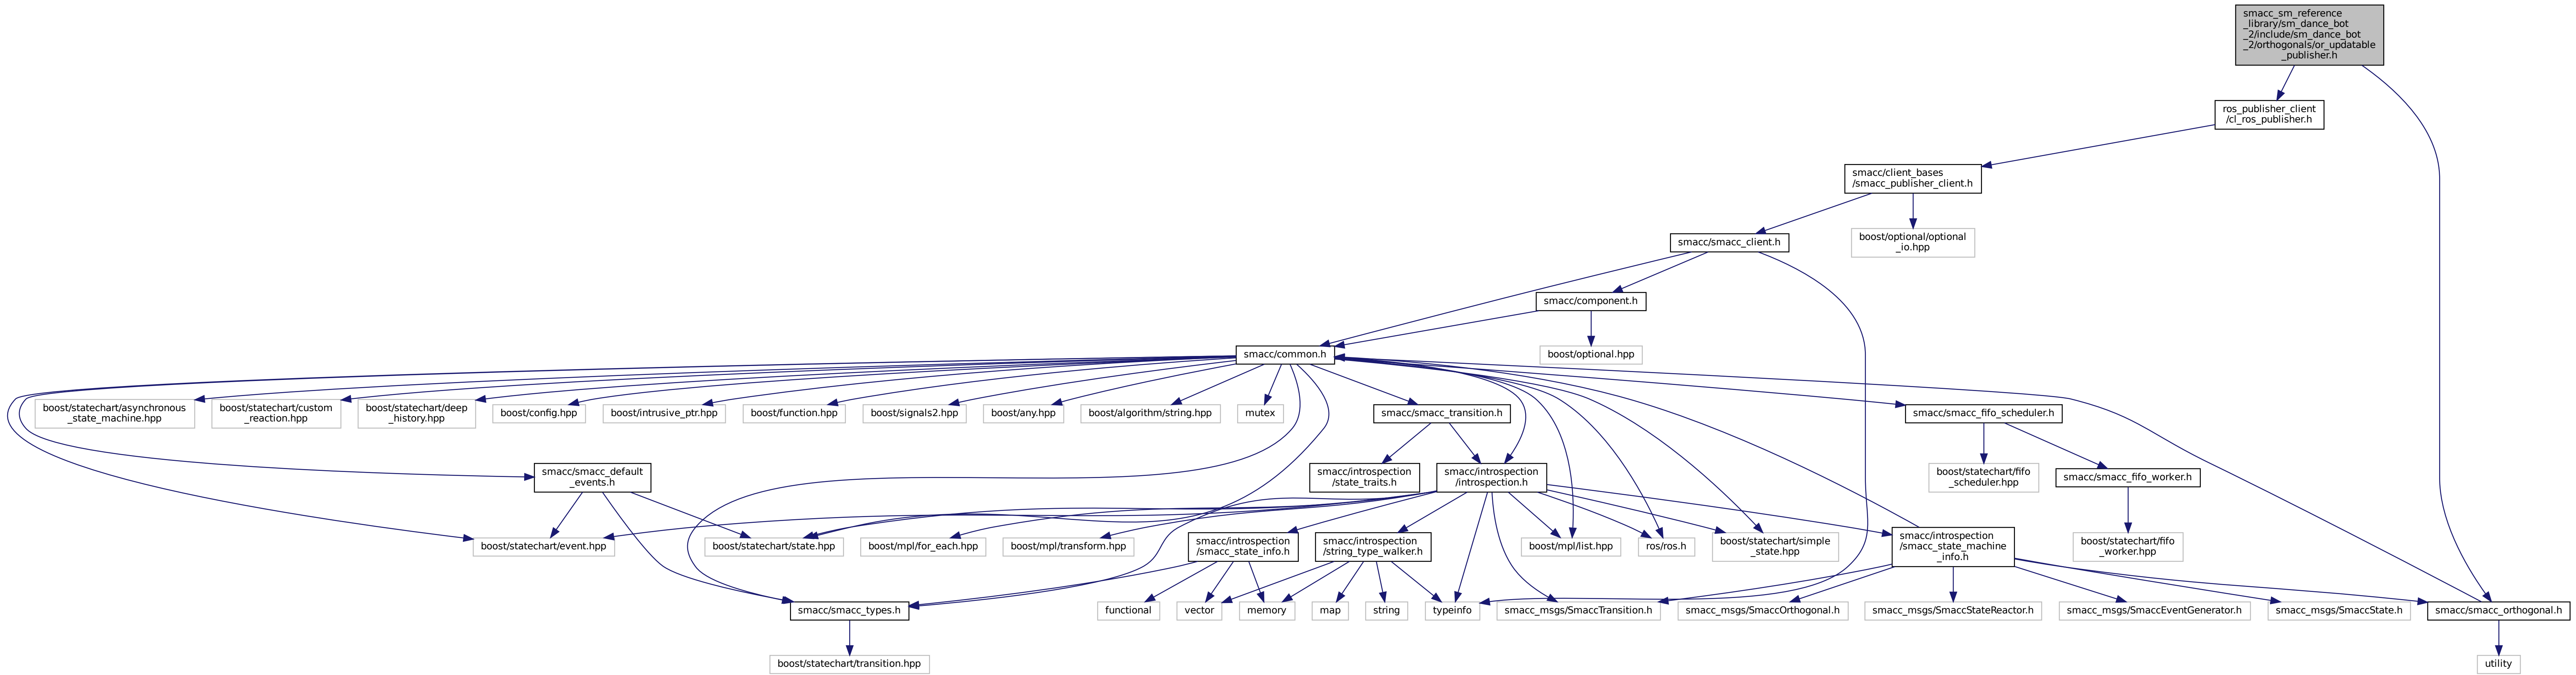 smacc_sm_reference
_library/sm_dance_bot
_2/include/sm_dance_bot
_2/orthogonals/or_updatable
_publisher.h
ros_publisher_client
/cl_ros_publisher.h
smacc/client_bases
/smacc_publisher_client.h
smacc/smacc_client.h
boost/optional/optional
_io.hpp
smacc/component.h
smacc/common.h
boost/optional.hpp
boost/statechart/asynchronous
_state_machine.hpp
boost/statechart/custom
_reaction.hpp
boost/statechart/deep
_history.hpp
boost/config.hpp
boost/intrusive_ptr.hpp
boost/function.hpp
boost/signals2.hpp
boost/any.hpp
boost/algorithm/string.hpp
mutex
smacc/smacc_transition.h
smacc/smacc_fifo_scheduler.h
smacc/smacc_default
_events.h
smacc/introspection
/state_traits.h
smacc/introspection
/introspection.h
boost/statechart/fifo
_scheduler.hpp
smacc/smacc_fifo_worker.h
boost/statechart/event.hpp
boost/statechart/state.hpp
boost/mpl/for_each.hpp
boost/mpl/transform.hpp
smacc/introspection
/smacc_state_info.h
smacc/introspection
/string_type_walker.h
boost/mpl/list.hpp
ros/ros.h
boost/statechart/simple
_state.hpp
smacc/introspection
/smacc_state_machine
_info.h
boost/statechart/fifo
_worker.hpp
smacc/smacc_types.h
functional
vector
memory
map
string
typeinfo
smacc_msgs/SmaccTransition.h
smacc_msgs/SmaccOrthogonal.h
smacc_msgs/SmaccStateReactor.h
smacc_msgs/SmaccEventGenerator.h
smacc_msgs/SmaccState.h
smacc/smacc_orthogonal.h
boost/statechart/transition.hpp
utility